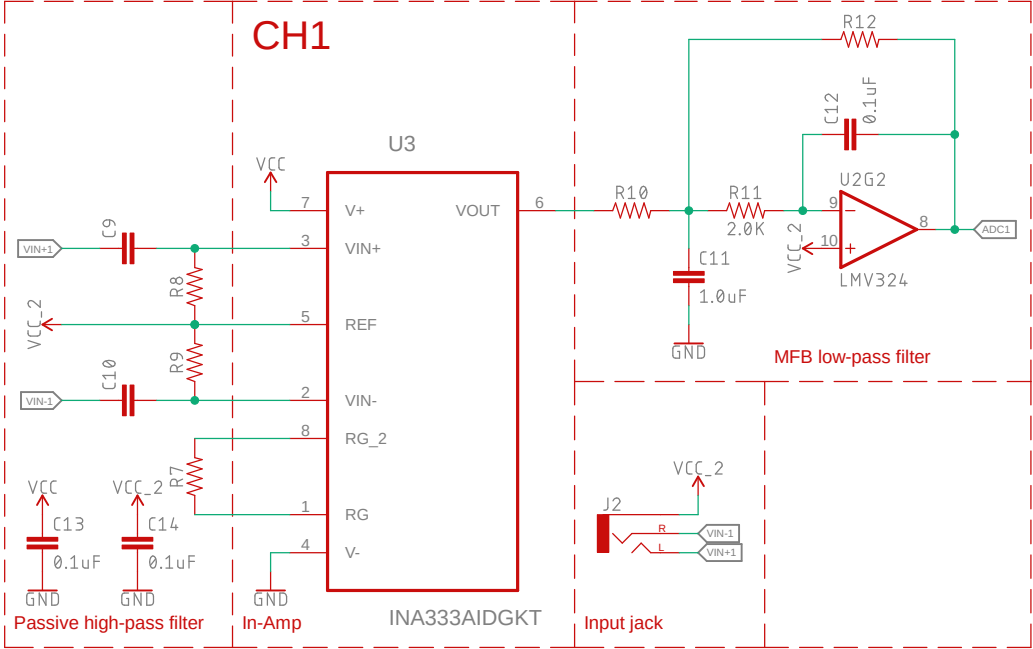 CH1
R12
C12
0.1uF
U3
VCC
U2G2
7
V+
VOUT
6
R10
R11
9
2.0K
8
ADC1
C9
VIN+1
3
VIN+
VCC_2
10
R8
C11
LMV324
1.0uF
VCC_2
5
REF
GND
R9
MFB low-pass filter
C10
VIN-1
2
VIN-
8
RG_2
R7
VCC
VCC_2
VCC_2
1
RG
J2
C13
C14
R
VIN-1
4
V-
L
VIN+1
0.1uF
0.1uF
GND
GND
GND
INA333AIDGKT
Passive high-pass filter
In-Amp
Input jack